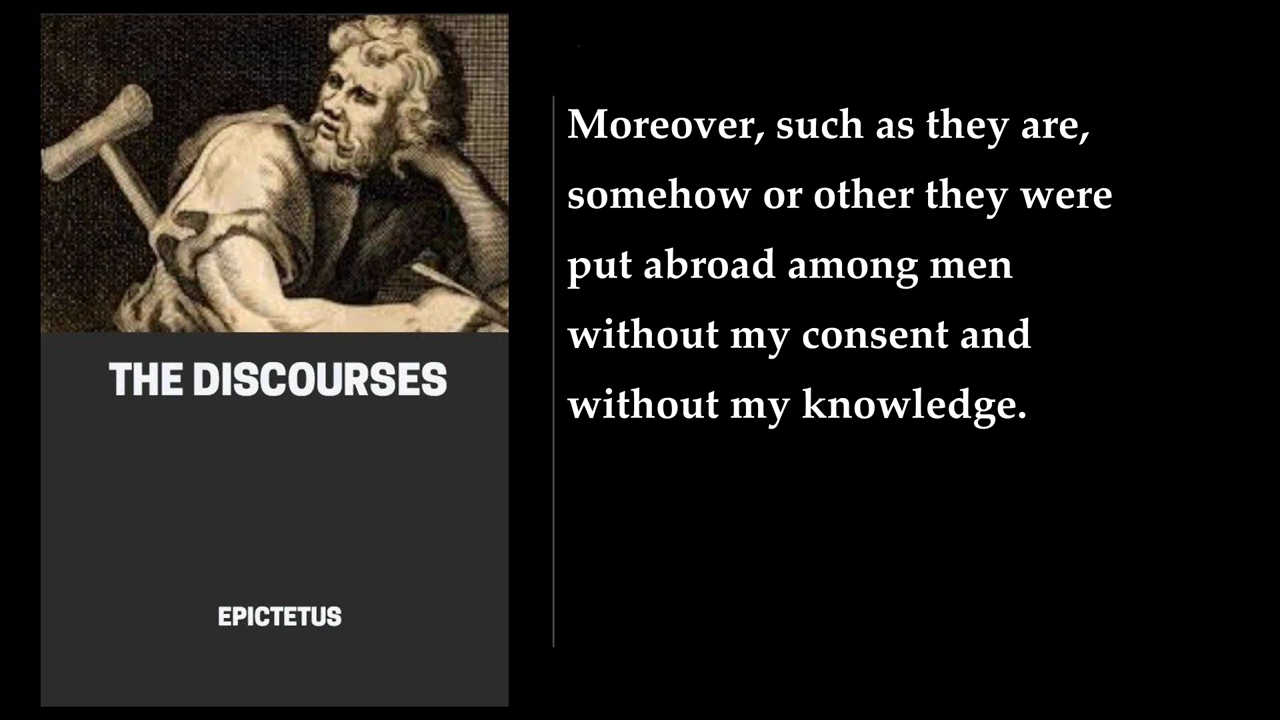 THE DISCOURSES
EPICTETUS
Moreover, such as they are,
somehow or other they were
put abroad among men
without my consent and
without my knowledge.